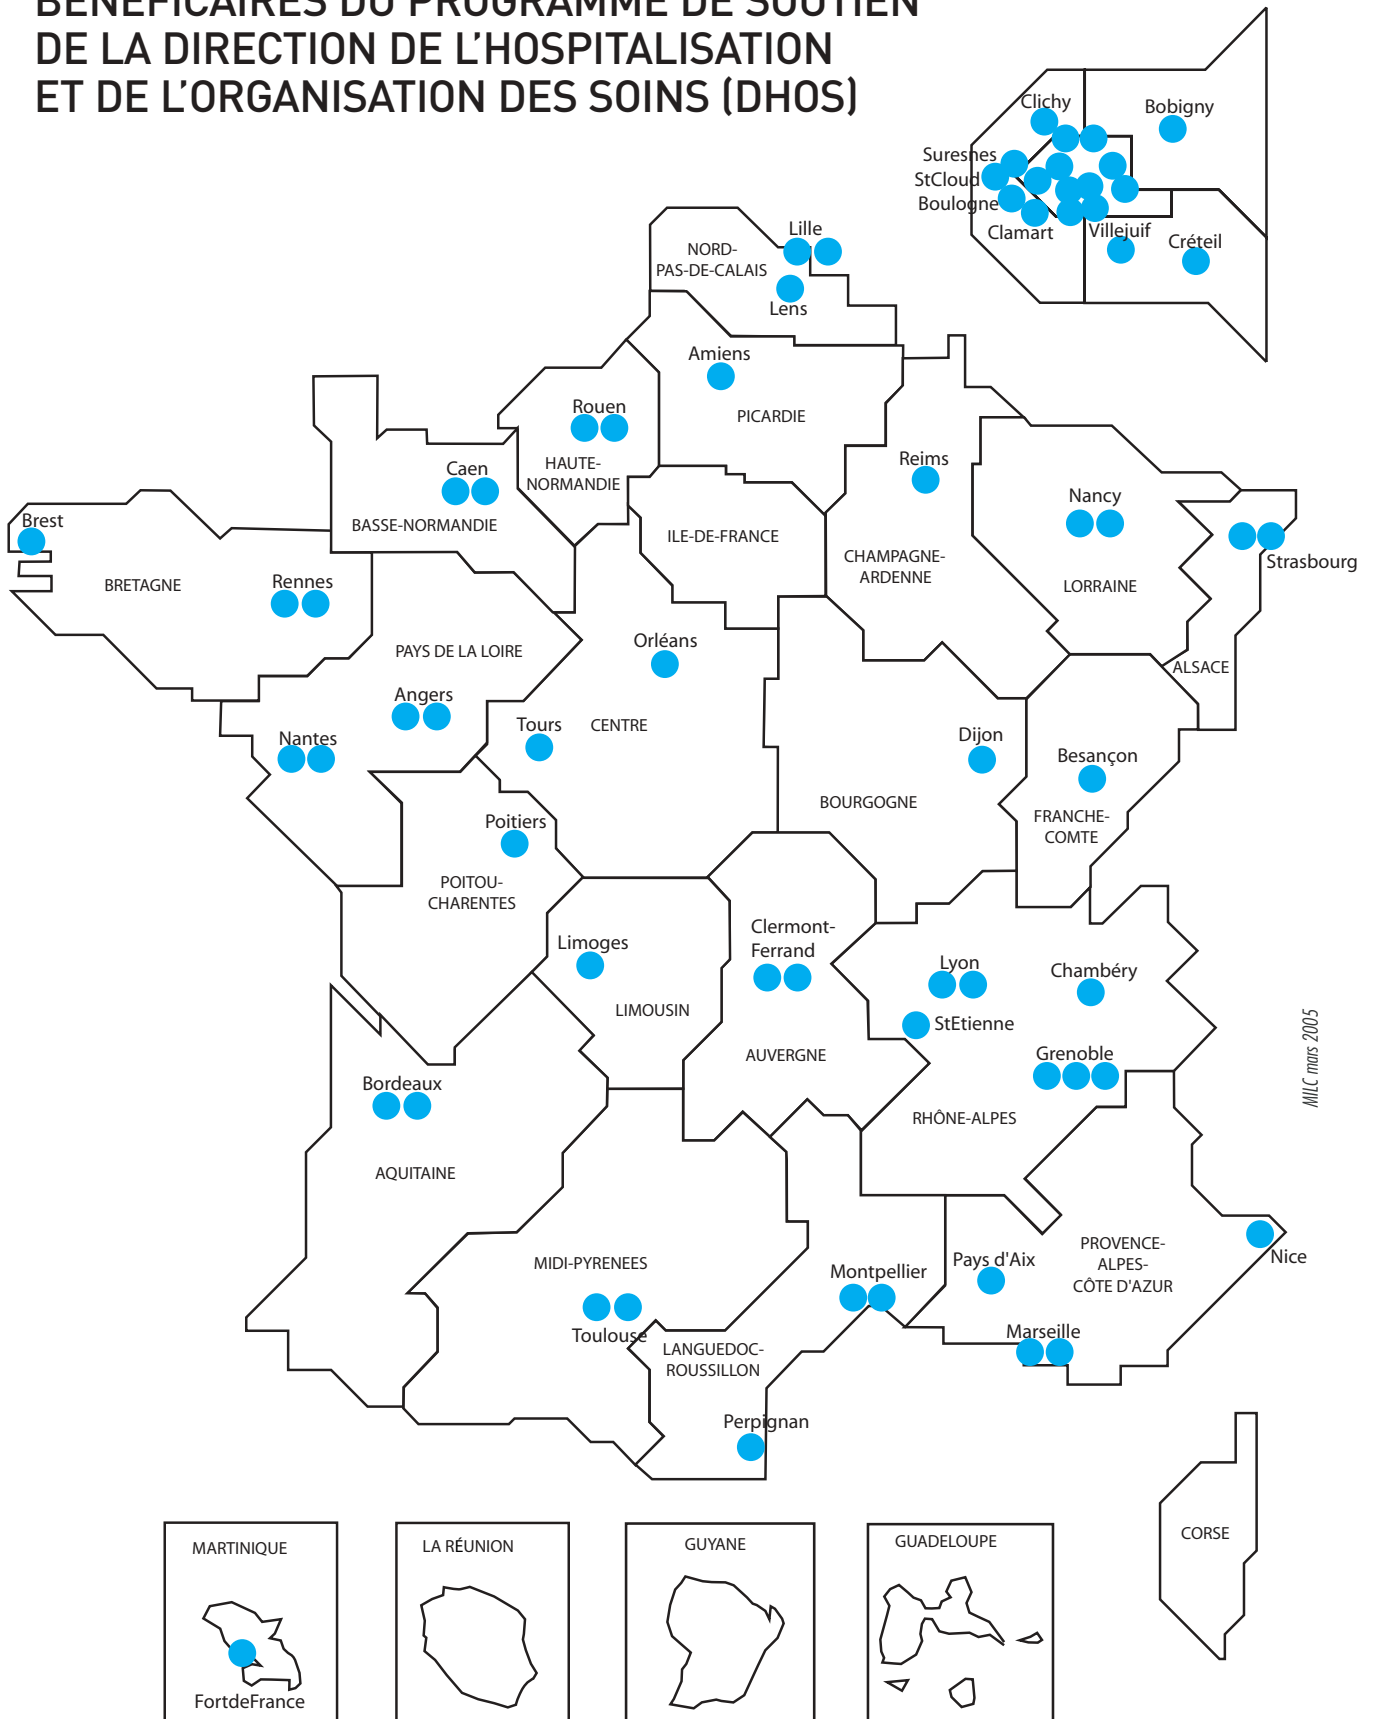 BÉNÉFICAIRES DU PROGRAMME DE SOUTIEN
DE LA DIRECTION DE L'HOSPITALISATION
ET DE L'ORGANISATION DES SOINS (DHOS)
Clichy
Bobigny
Suresnes
StCloud
Boulogne
Clamart
Villejuif
Créteil
Lille
NORD-
PAS-DE-CALAIS
Lens
Amiens
PICARDIE
Rouen
HAUTE-
NORMANDIE
Caen
BASSE-NORMANDIE
Reims
Nancy
Brest
ILE-DE-FRANCE
CHAMPAGNE-
ARDENNE
Strasbourg
BRETAGNE
Rennes
LORRAINE
Orléans
PAYS DE LA LOIRE
ALSACE
Angers
Tours
CENTRE
Nantes
Dijon
Besançon
BOURGOGNE
FRANCHE-
COMTE
Poitiers
POITOU-
CHARENTES
Clermont-
Ferrand
Limoges
Lyon
Chambéry
LIMOUSIN
StEtienne
AUVERGNE
Grenoble
MILC mars 2005
Bordeaux
RHÔNE-ALPES
AQUITAINE
MIDI-PYRENEES
PROVENCE-
ALPES-
CÔTE D'AZUR
Pays d'Aix
Nice
Montpellier
Toulouse
Marseille
LANGUEDOC-
ROUSSILLON
Perpignan
CORSE
MARTINIQUE
LA RÉUNION
GUYANE
GUADELOUPE
FortdeFrance